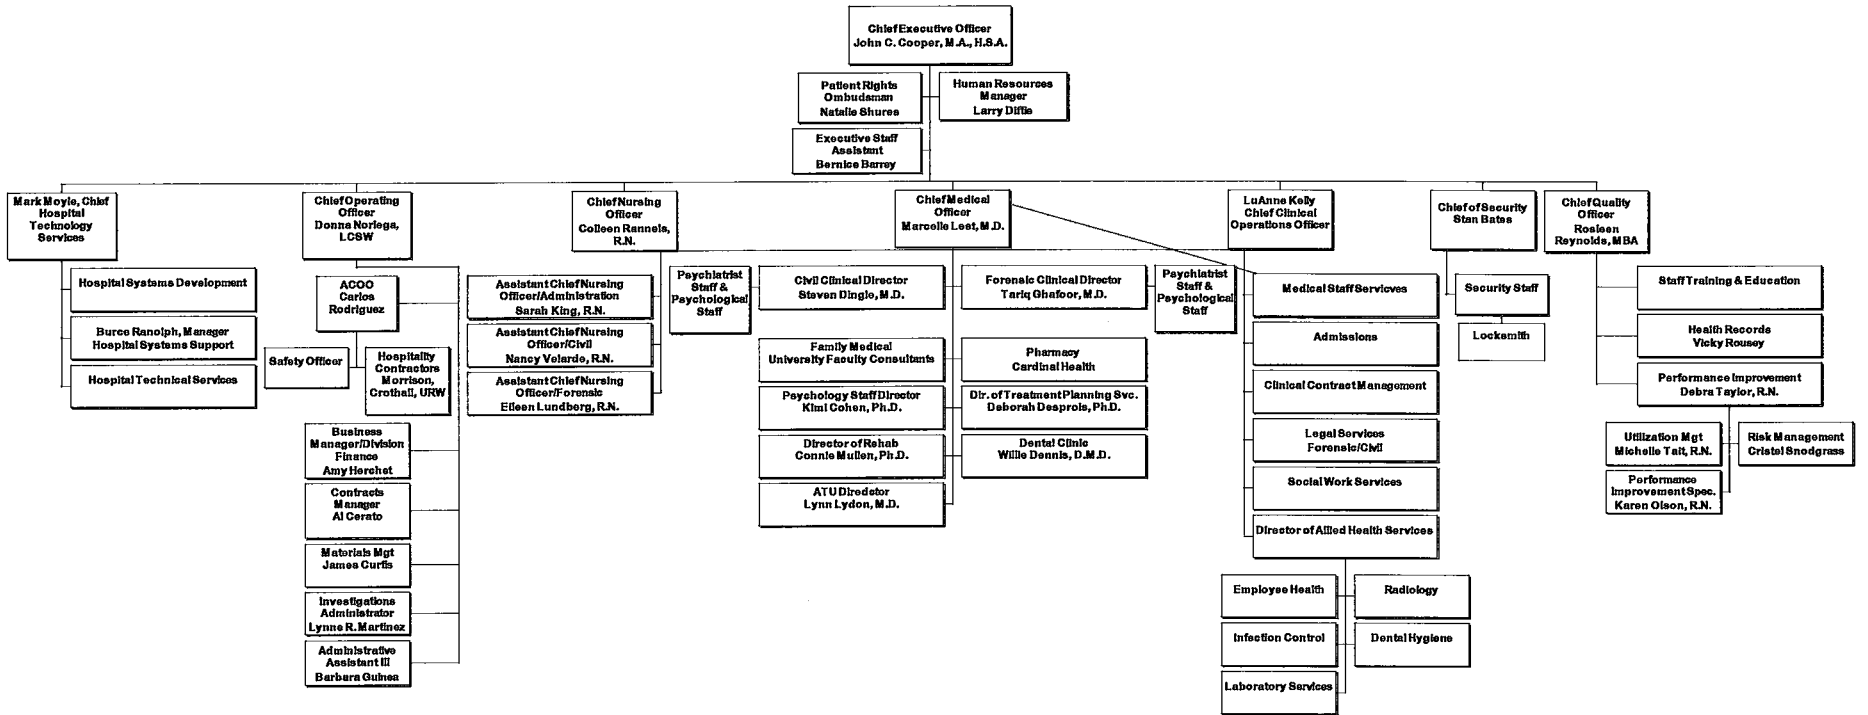 Chief Executive Officer
John C. Cooper, M.A., H.S.A.
Patient Rights
Ombudsman
Natalie Shures
Human Resources
Manager
Larry Diffie
Executive Staff
Assistant
Bernice Barrey
Mark Moyle, Chief
Hospital
Technology
Services
Hospital Systems Development
Burce Ranolph, Manager
Hospital Systems Support
Hospital Technical Services
Chief Operating
Officer
Donna Noriega,
LCSW
ACOO
Carlos
Rodriguez
Safety Officer
Hospitality
Contractors
Morrison,
Crothall, URW
Business
Manager/Division
Finance
Amy Herchet
Contracts
Manager
Al Cerato
Materials Mgt
James Curtis
Investigations
Administrator
Lynne R. Martinez
Administrative
Assistant III
Barbara Guinea
Chief Nursing
Officer
Colleen Rannels,
R.N.
Assistant Chief Nursing
Officer/Administration
Sarah King, R.N.
Assistant Chief Nursing
Officer/Civil
Nancy Velarde, R.N.
Assistant Chief Nursing
Officer/Forensic
Eileen Lundberg, R.N.
Chief Medical
Officer
Marcelle Leet, M.D.
Psychiatrist
Staff &
Psychological
Staff
Civil Clinical Director
Steven Dingle, M.D.
Forensic Clinical Director
Tariq Ghafoor, M.D.
Psychiatrist
Staff &
Psychological
Staff
Family Medical
University Faculty Consultants
Pharmacy
Cardinal Health
Psychology Staff Director
Kimi Cohen, Ph.D.
Dir. of Treatment Planning Svc.
Deborah Desprois, Ph.D.
Director of Rehab
Connie Mullen, Ph.D.
Dental Clinic
Willie Dennis, D.M.D.
ATU Diredctor
Lynn Lydon, M.D.
LuAnne Kelly
Chief Clinical
Operations Officer
Medical Staff Servicves
Admissions
Clinical Contract Management
Legal Services
Forensic/Civil
Social Work Services
Director of Allied Health Services
Employee Health
Radiology
Infection Control
Dental Hygiene
Laboratory Services
Chief of Security
Stan Bates
Security Staff
Locksmith
Chief Quality
Officer
Rosleen
Reynolds, MBA
Staff Training & Education
Health Records
Vicky Rousey
Performance Improvement
Debra Taylor, R.N.
Utilization Mgt
Michelle Tait, R.N.
Risk Management
Cristel Snodgrass
Performance
Improvement Spec.
Karen Olson, R.N.